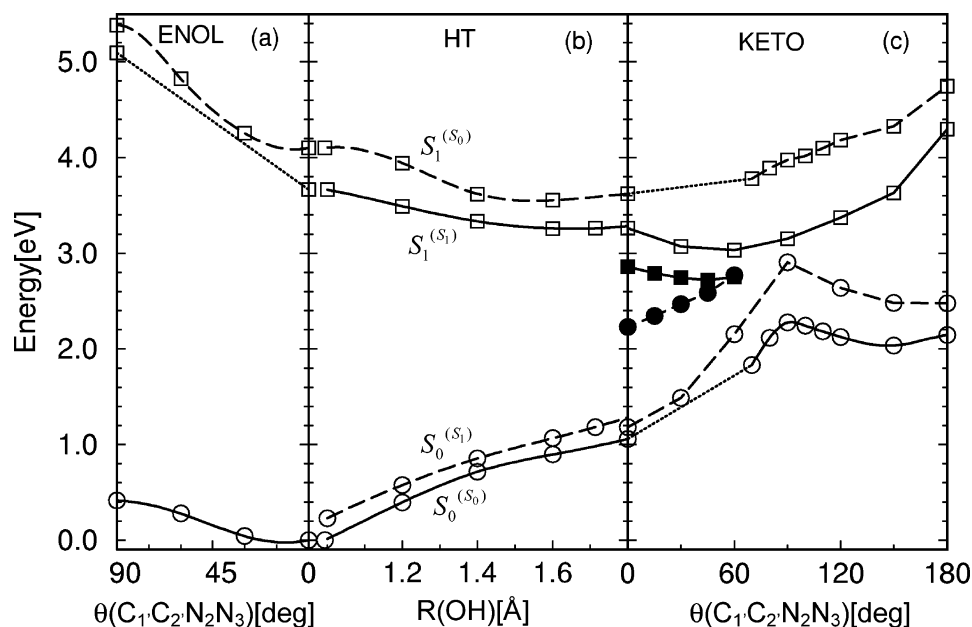 ENOL (a) HT (b) KETO (c)
5.0
4.0
3.0
2.0
1.0
0.0
Energy[eV]
S₁⁽ˢ⁰⁾
S₁⁽ˢ¹⁾
S₀⁽ˢ¹⁾
S₀⁽ˢ⁰⁾
90 45 0 1.2 1.4 1.6 0 60 120 180
θ(C₁'C₂'N₂N₃)[deg] R(OH)[Å] θ(C₁'C₂'N₂N₃)[deg]